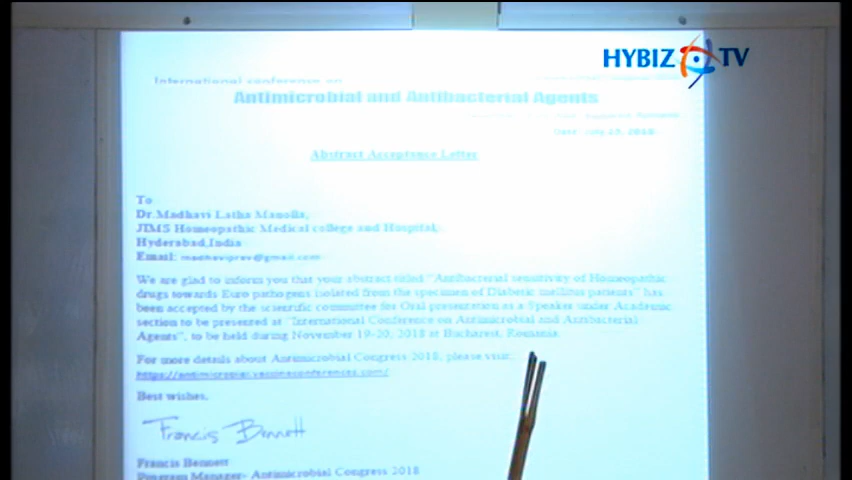 HYBIZ TV
International conference on
Antimicrobial and Antibacterial Agents
Date: July 25, 2018
Abstract Acceptance Letter
To
Dr.Madhavi Latha Manolla,
JIMS Homeopathic Medical college and Hospital,
Hyderabad,India
Email: madhaviprev@gmail.com
We are glad to inform you that your abstract titled "Antibacterial sensitivity of Homeopathic
drugs towards Euro pathogens isolated from the specimen of Diabetic mellitus patients" has
been accepted by the scientific committee for Oral presentation as a Speaker under Academic
section to be presented at "International Conference on Antimicrobial and Antibacterial
Agents", to be held during November 19-20, 2018 at Bucharest, Romania
For more details about Antimicrobial Congress 2018, please visit:
Best wishes,
Francis Bennett
Francis Bennett
Program Manager- Antimicrobial Congress 2018